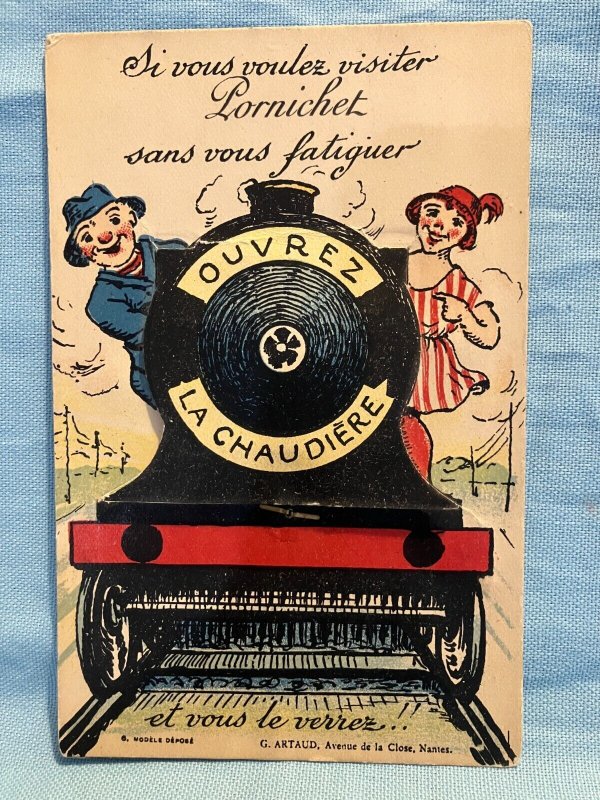 Si vous voulez visiter
Pornichet
sans vous fatiguer
OUVREZ
LA CHAUDIÈRE
et vous le verrez...
G. MODÈLE DÉPOSÉ
G. ARTAUD, Avenue de la Close, Nantes.